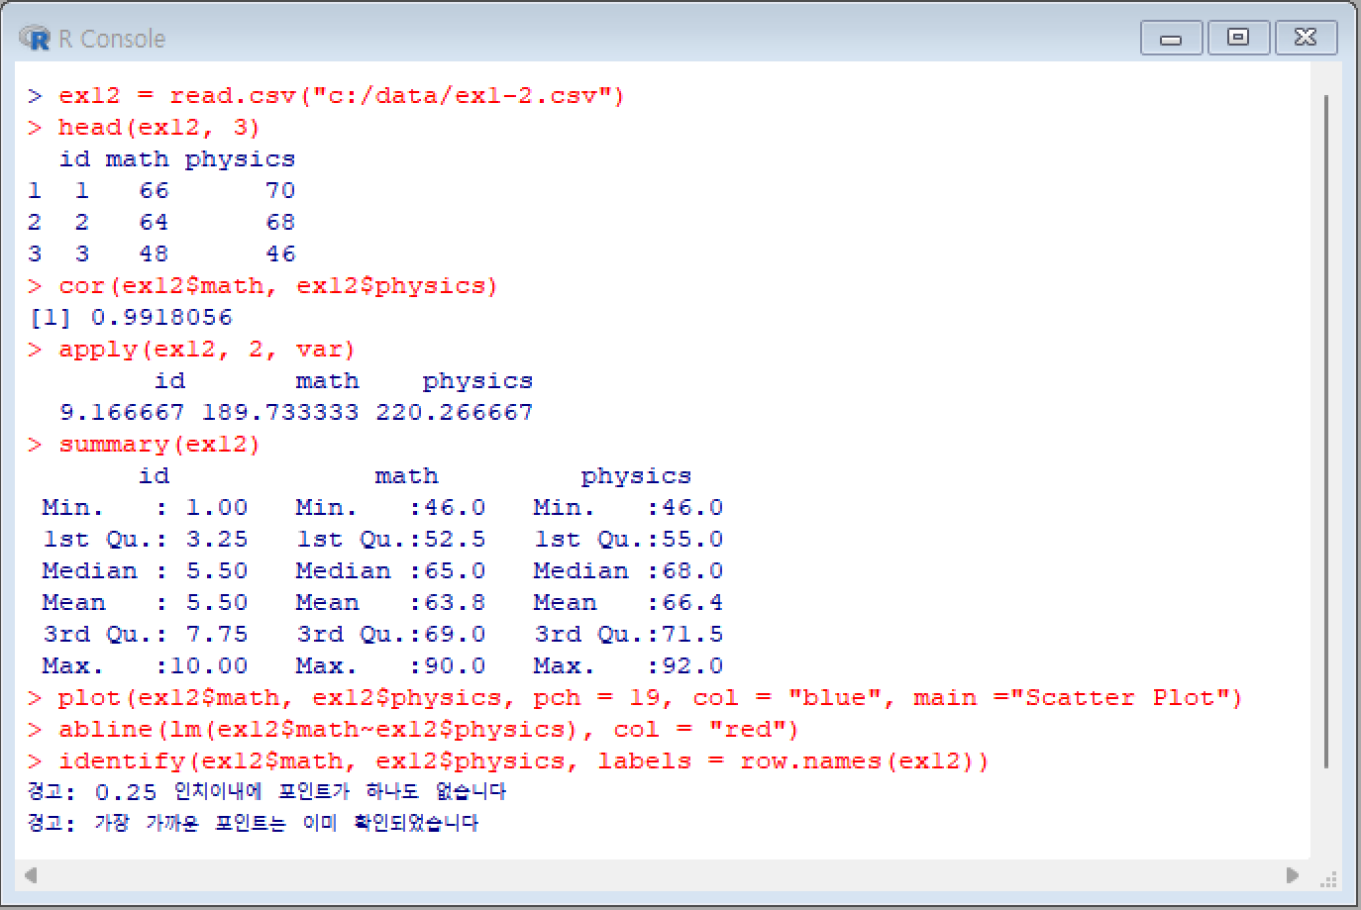 R Console
> ex12 = read.csv("c:/data/ex1-2.csv")
> head(ex12, 3)
  id math physics
1  1   66      70
2  2   64      68
3  3   48      46
> cor(ex12$math, ex12$physics)
[1] 0.9918056
> apply(ex12, 2, var)
        id       math    physics
  9.166667 189.733333 220.266667
> summary(ex12)
       id             math         physics
 Min.   : 1.00   Min.   :46.0   Min.   :46.0
 1st Qu.: 3.25   1st Qu.:52.5   1st Qu.:55.0
 Median : 5.50   Median :65.0   Median :68.0
 Mean   : 5.50   Mean   :63.8   Mean   :66.4
 3rd Qu.: 7.75   3rd Qu.:69.0   3rd Qu.:71.5
 Max.   :10.00   Max.   :90.0   Max.   :92.0
> plot(ex12$math, ex12$physics, pch = 19, col = "blue", main ="Scatter Plot")
> abline(lm(ex12$math~ex12$physics), col = "red")
> identify(ex12$math, ex12$physics, labels = row.names(ex12))
경고: 0.25 인치이내에 포인트가 하나도 없습니다
경고: 가장 가까운 포인트는 이미 확인되었습니다